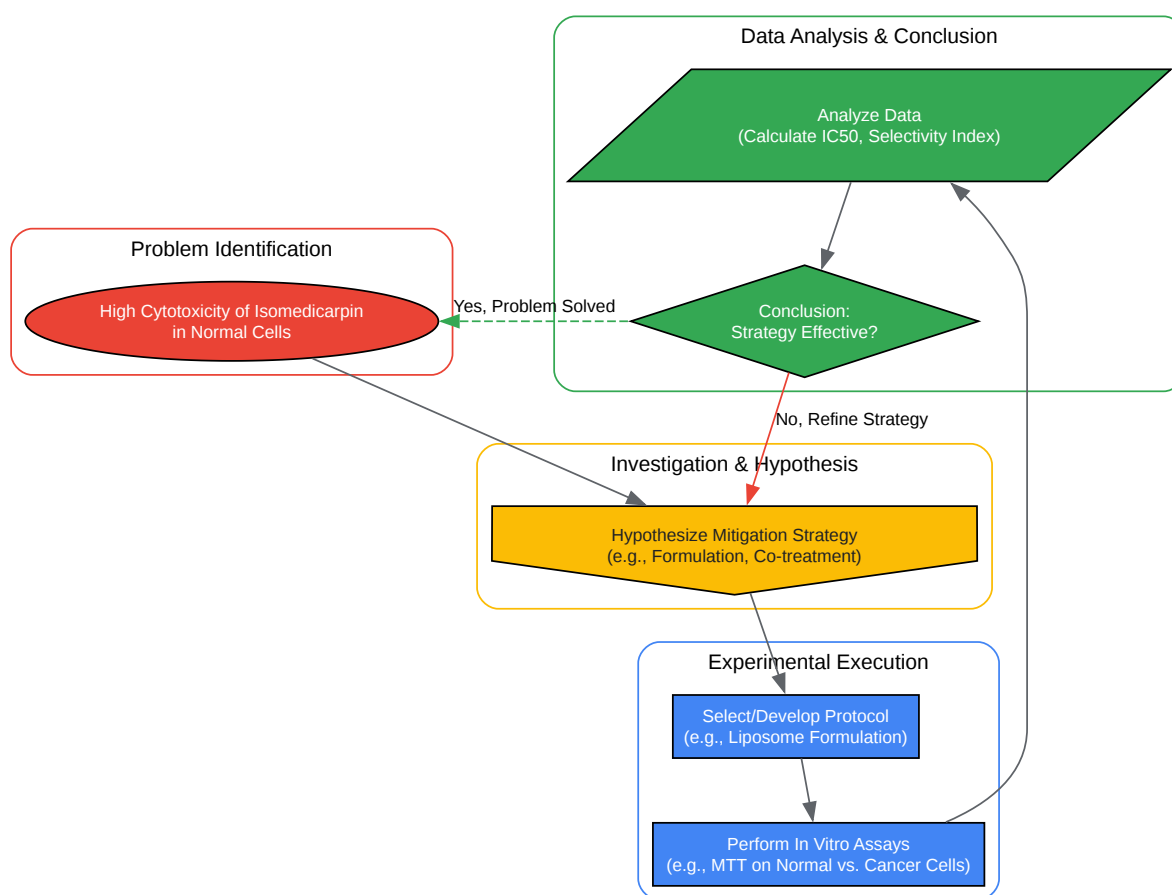 Data Analysis & Conclusion
Analyze Data
(Calculate IC50, Selectivity Index)
Problem Identification
High Cytotoxicity of Isomedicarpin
in Normal Cells
Yes, Problem Solved
Conclusion:
Strategy Effective?
No, Refine Strategy
Investigation & Hypothesis
Hypothesize Mitigation Strategy
(e.g., Formulation, Co-treatment)
Experimental Execution
Select/Develop Protocol
(e.g., Liposome Formulation)
Perform In Vitro Assays
(e.g., MTT on Normal vs. Cancer Cells)